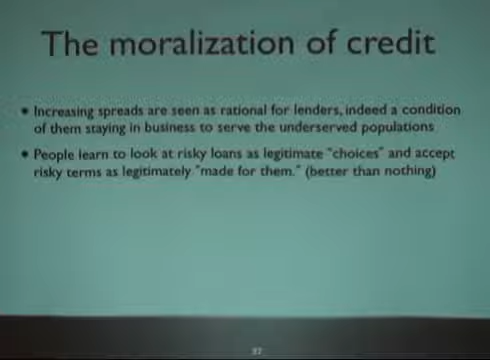 The moralization of credit
• Increasing spreads are seen as rational for lenders, indeed a condition
of them staying in business to serve the underserved populations
• People learn to look at risky loans as legitimate "choices" and accept
risky terms as legitimately "made for them." (better than nothing)
37